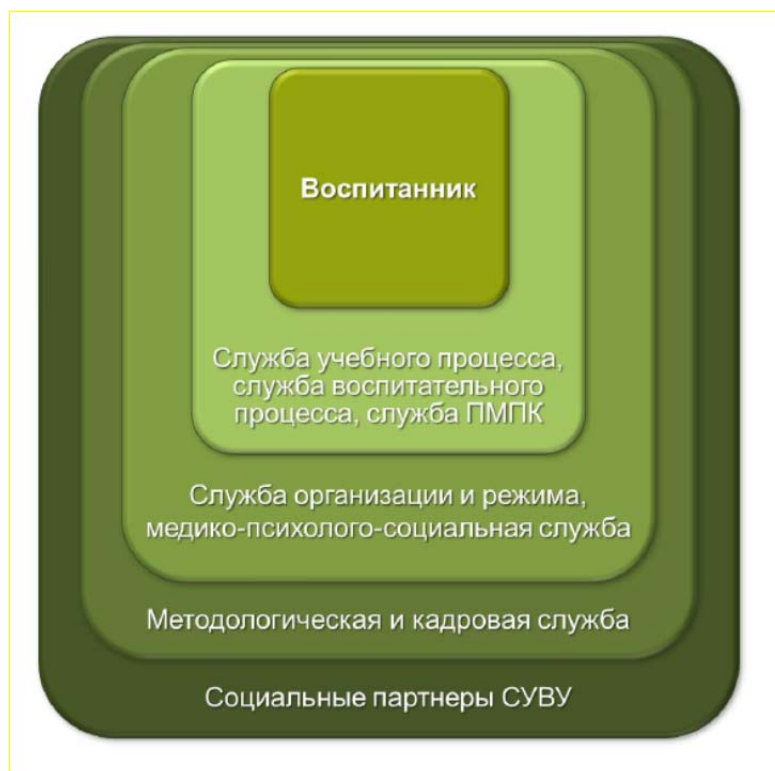 Воспитанник
Служба учебного процесса,
служба воспитательного
процесса, служба ПМПК
Служба организации и режима,
медико-психолого-социальная служба
Методологическая и кадровая служба
Социальные партнеры СУВУ